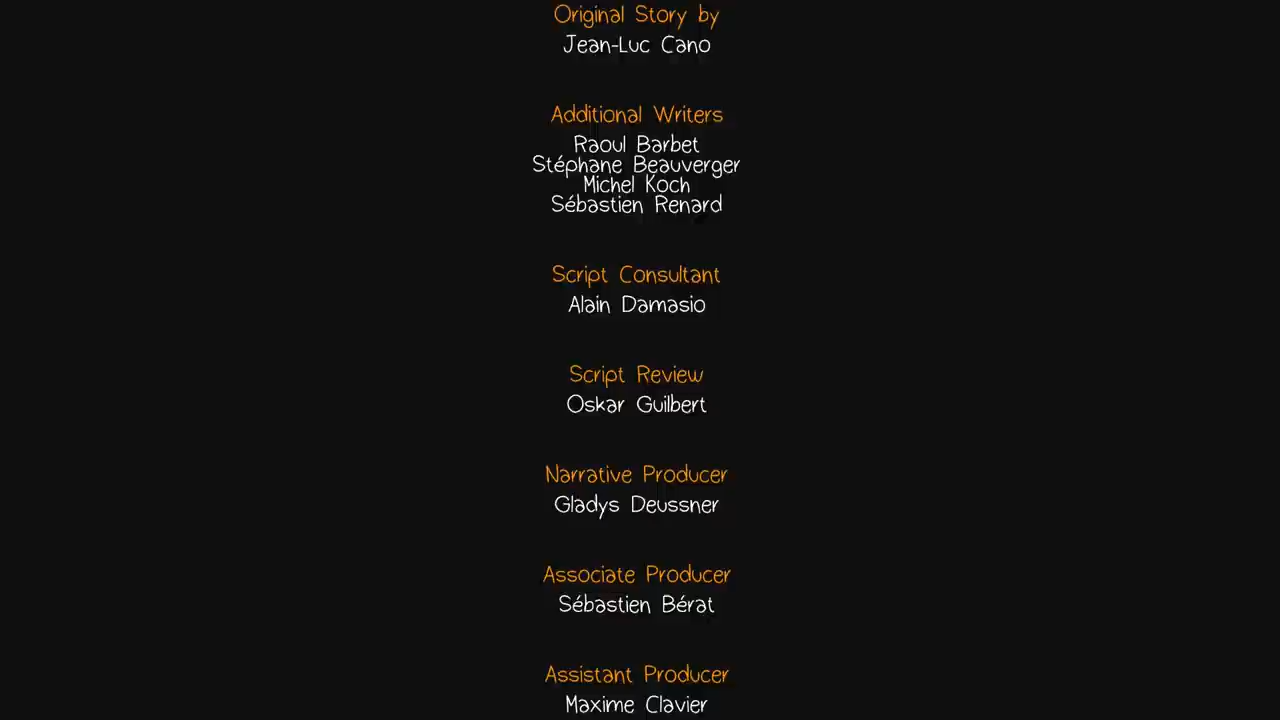 Original Story by
Jean-Luc Cano
Additional Writers
Raoul Barbet
Stéphane Beauverger
Michel Koch
Sébastien Renard
Script Consultant
Alain Damasio
Script Review
Oskar Guilbert
Narrative Producer
Gladys Deussner
Associate Producer
Sébastien Bérat
Assistant Producer
Maxime Clavier